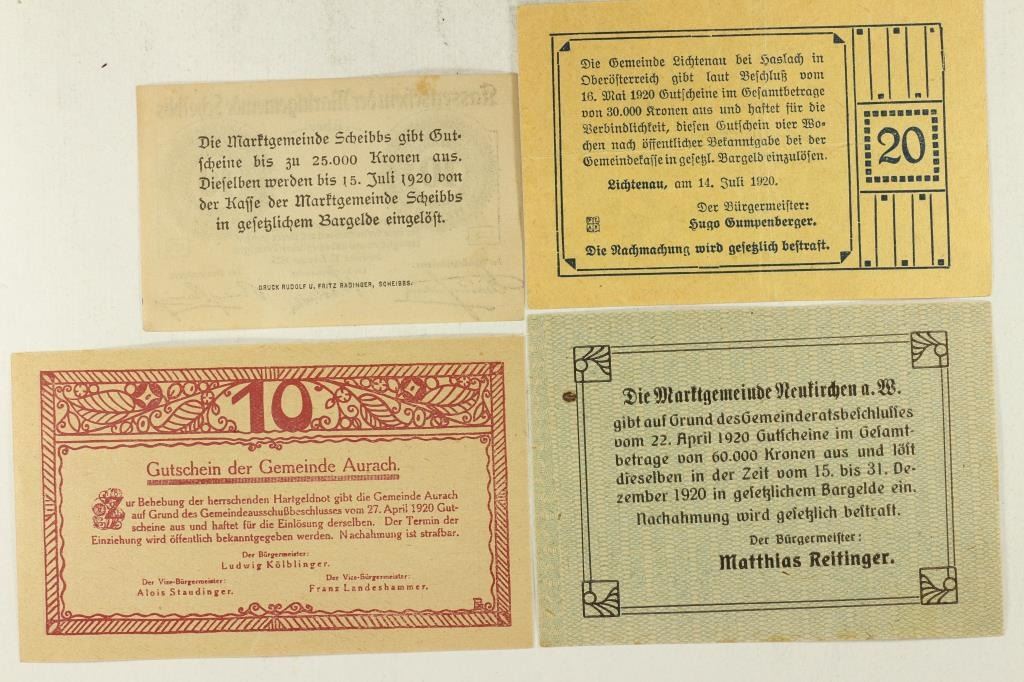 Die Marktgemeinde Scheibbs gibt Gut-
scheine bis zu 25.000 Kronen aus.
Dieselben werden bis 15. Juli 1920 von
der Kasse der Marktgemeinde Scheibbs
in gesetzlichem Bargelde eingelöst.
DRUCK RUDOLF U. FRITZ RADINGER, SCHEIBBS.
Die Gemeinde Lichtenau bei Haslach in
Oberösterreich gibt laut Beschluß vom
16. Mai 1920 Gutscheine im Gesamtbetrage
von 30.000 Kronen aus und haftet für die
Verbindlichkeit, diesen Gutschein vier Wo-
chen nach öffentlicher Bekanntgabe bei der
Gemeindekasse in gesetzl. Bargeld einzulösen.
Lichtenau, am 14. Juli 1920.
Der Bürgermeister:
Hugo Gumpenberger.
Die Nachmachung wird gesetzlich bestraft.
20
10
Gutschein der Gemeinde Aurach.
Zur Behebung der herrschenden Hartgeldnot gibt die Gemeinde Aurach
auf Grund des Gemeindeausschußbeschlusses vom 27. April 1920 Gut-
scheine aus und haftet für die Einlösung derselben. Der Termin der
Einziehung wird öffentlich bekanntgegeben werden. Nachahmung ist strafbar.
Der Bürgermeister:
Ludwig Kölblinger.
Der Vize-Bürgermeister: Der Vize-Bürgermeister:
Alois Staudinger. Franz Landeshammer.
Die Marktgemeinde Neukirchen a. W.
gibt auf Grund des Gemeinderatsbeschlusses
vom 22. April 1920 Gutscheine im Gesamt-
betrage von 60.000 Kronen aus und löst
dieselben in der Zeit vom 15. bis 31. De-
zember 1920 in gesetzlichem Bargelde ein.
Nachahmung wird gesetzlich bestraft.
Der Bürgermeister:
Matthias Reitinger.